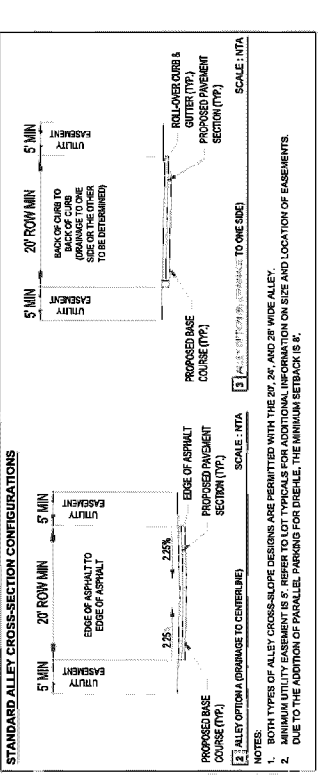 STANDARD ALLEY CROSS-SECTION CONFIGURATIONS
5' MIN
20' ROW MIN
5' MIN
UTILITY
EASEMENT
EDGE OF ASPHALT TO
EDGE OF ASPHALT
UTILITY
EASEMENT
2.25
2.25%
PROPOSED BASE
COURSE (TYP.)
EDGE OF ASPHALT
PROPOSED PAVEMENT
SECTION (TYP.)
2 ALLEY OPTION A (DRAINAGE TO CENTERLINE)
SCALE : NTA
5' MIN
20' ROW MIN
5' MIN
UTILITY
EASEMENT
BACK OF CURB TO
BACK OF CURB
(DRAINAGE TO ONE
SIDE OR THE OTHER
TO BE DETERMINED)
UTILITY
EASEMENT
PROPOSED BASE
COURSE (TYP.)
ROLL-OVER CURB &
GUTTER (TYP.)
PROPOSED PAVEMENT
SECTION (TYP.)
3 ALLEY OPTION B (DRAINAGE TO ONE SIDE)
SCALE : NTA
NOTES:
1. BOTH TYPES OF ALLEY CROSS-SLOPE DESIGNS ARE PERMITTED WITH THE 20', 24', AND 28' WIDE ALLEY.
2. MINIMUM UTILITY EASEMENT IS 5'. REFER TO LOT TYPICALS FOR ADDITIONAL INFORMATION ON SIZE AND LOCATION OF EASEMENTS.
DUE TO THE ADDITION OF PARALLEL PARKING FOR DREHLE, THE MINIMUM SETBACK IS 8'.